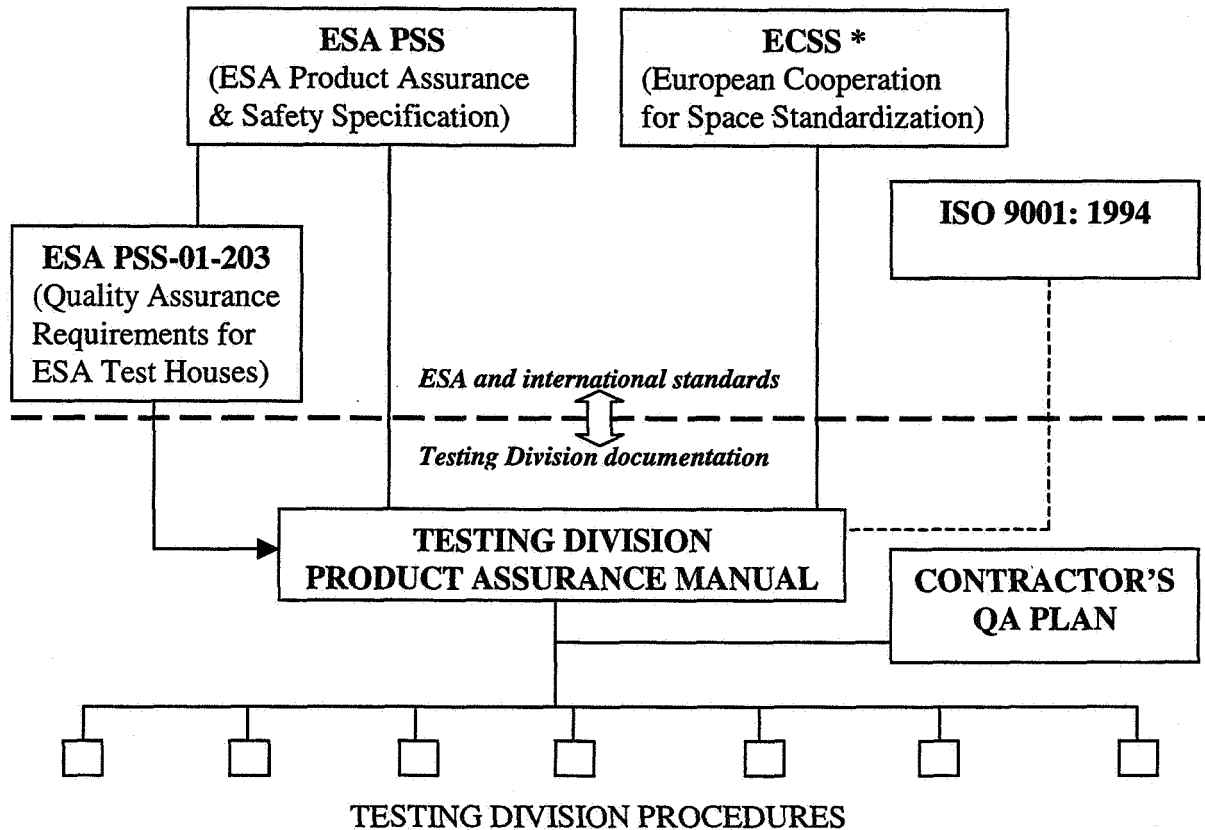 ESA PSS
(ESA Product Assurance
& Safety Specification)
ECSS *
(European Cooperation
for Space Standardization)
ISO 9001: 1994
ESA PSS-01-203
(Quality Assurance
Requirements for
ESA Test Houses)
ESA and international standards
Testing Division documentation
TESTING DIVISION
PRODUCT ASSURANCE MANUAL
CONTRACTOR'S
QA PLAN
TESTING DIVISION PROCEDURES